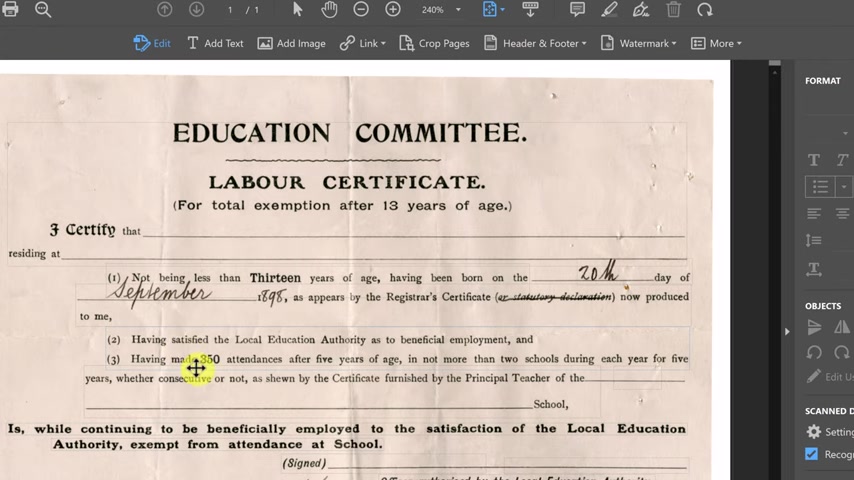 1 / 1
240%
Edit
Add Text
Add Image
Link
Crop Pages
Header & Footer
Watermark
More
FORMAT
EDUCATION COMMITTEE.
LABOUR CERTIFICATE.
(For total exemption after 13 years of age.)
I Certify that
residing at
(1) Not being less than Thirteen years of age, having been born on the 20th day of
September 1898, as appears by the Registrar's Certificate (or statutory declaration) now produced
to me,
(2) Having satisfied the Local Education Authority as to beneficial employment, and
(3) Having made 350 attendances after five years of age, in not more than two schools during each year for five
years, whether consecutive or not, as shewn by the Certificate furnished by the Principal Teacher of the
School,
Is, while continuing to be beneficially employed to the satisfaction of the Local Education
Authority, exempt from attendance at School.
(Signed)
OBJECTS
Edit Us
SCANNED D
Setting
Recog